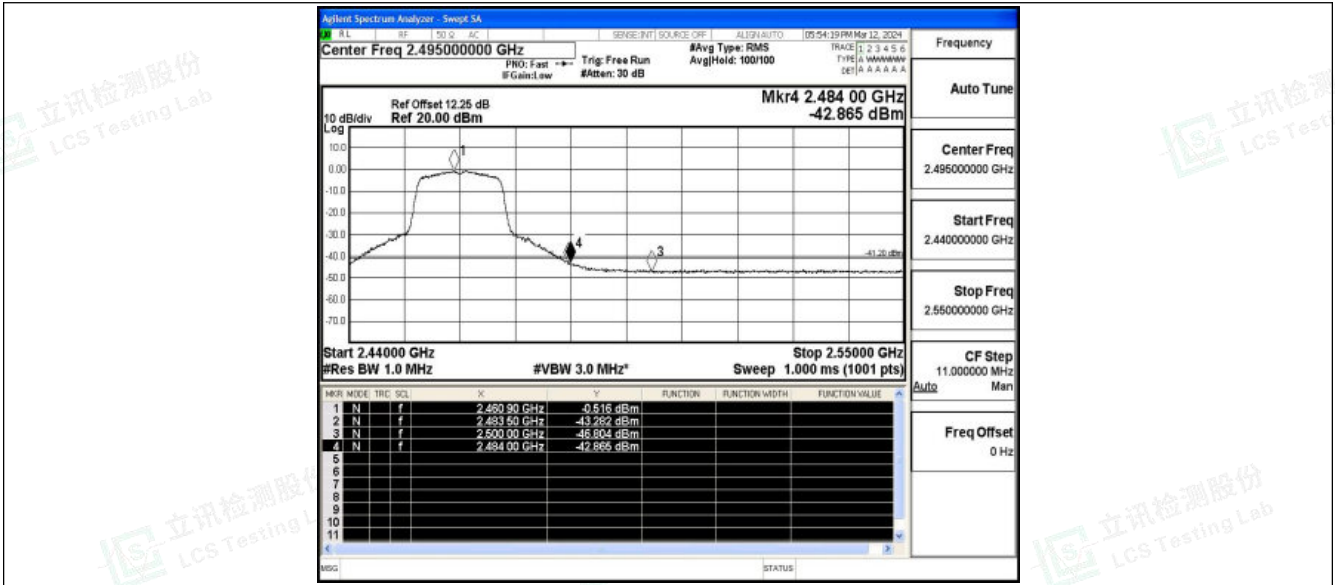 Agilent Spectrum Analyzer - Swept SA
RL RF 50 Ω AC SENSE:INT SOURCE OFF ALIGN AUTO 05:54:19 PM Mar 12, 2024
Center Freq 2.495000000 GHz
PNO: Fast
IFGain:Low
Trig: Free Run
#Atten: 30 dB
#Avg Type: RMS
Avg|Hold: 100/100
TRACE 1 2 3 4 5 6
TYPE A WWWWW
DET A A A A A A
Ref Offset 12.25 dB
10 dB/div Ref 20.00 dBm
Mkr4 2.484 00 GHz
-42.865 dBm
Log
10.0
0.00
-10.0
-20.0
-30.0
-40.0
-50.0
-60.0
-70.0
1
4
3
-41.20 dBm
Start 2.44000 GHz Stop 2.55000 GHz
#Res BW 1.0 MHz #VBW 3.0 MHz* Sweep 1.000 ms (1001 pts)
MKR MODE TRC SCL X Y FUNCTION FUNCTION WIDTH FUNCTION VALUE
1 N f 2.460 90 GHz -0.516 dBm
2 N f 2.483 50 GHz -43.282 dBm
3 N f 2.500 00 GHz -46.804 dBm
4 N f 2.484 00 GHz -42.865 dBm
5
6
7
8
9
10
11
MSG STATUS
Frequency
Auto Tune
Center Freq
2.495000000 GHz
Start Freq
2.440000000 GHz
Stop Freq
2.550000000 GHz
CF Step
11.000000 MHz
Auto Man
Freq Offset
0 Hz
立讯检测股份
LCS Testing Lab
立讯检测
LCS Test
立讯检测股份
LCS Testing L
立讯检测股份
LCS Testing Lab